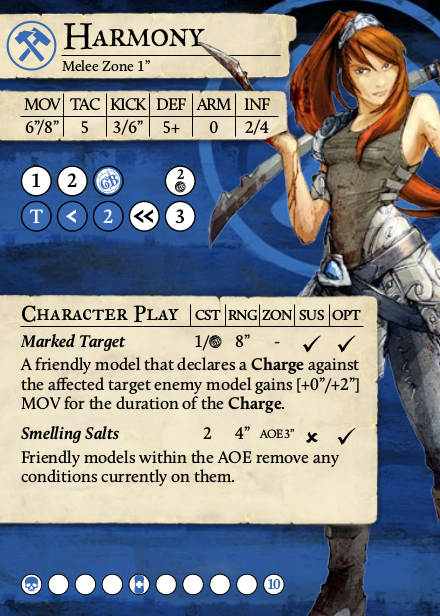 HARMONY
Melee Zone 1”
MOV TAC KICK DEF ARM INF
6”/8” 5 3/6” 5+ 0 2/4
1 2 GB 2
T < 2 << 3
CHARACTER PLAY CST RNG ZON SUS OPT
Marked Target 1/ 8” - ✓ ✓
A friendly model that declares a Charge against
the affected target enemy model gains [+0”/+2”]
MOV for the duration of the Charge.
Smelling Salts 2 4” AOE 3” ✘ ✓
Friendly models within the AOE remove any
conditions currently on them.
10